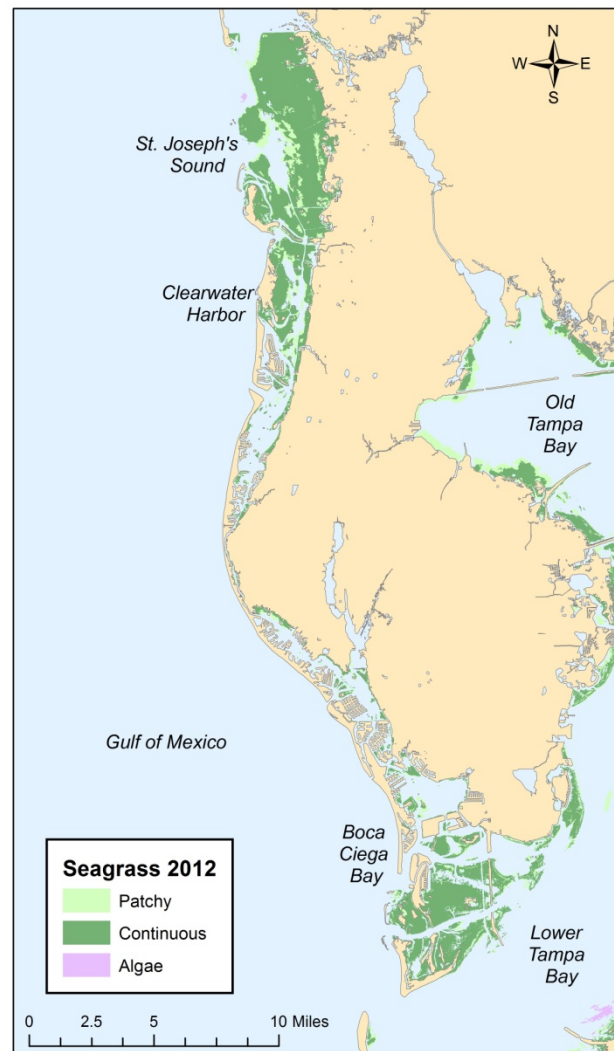 N
W E
S
St. Joseph's
Sound
Clearwater
Harbor
Old
Tampa
Bay
Gulf of Mexico
Boca
Ciega
Bay
Lower
Tampa
Bay
Seagrass 2012
Patchy
Continuous
Algae
0 2.5 5 10 Miles